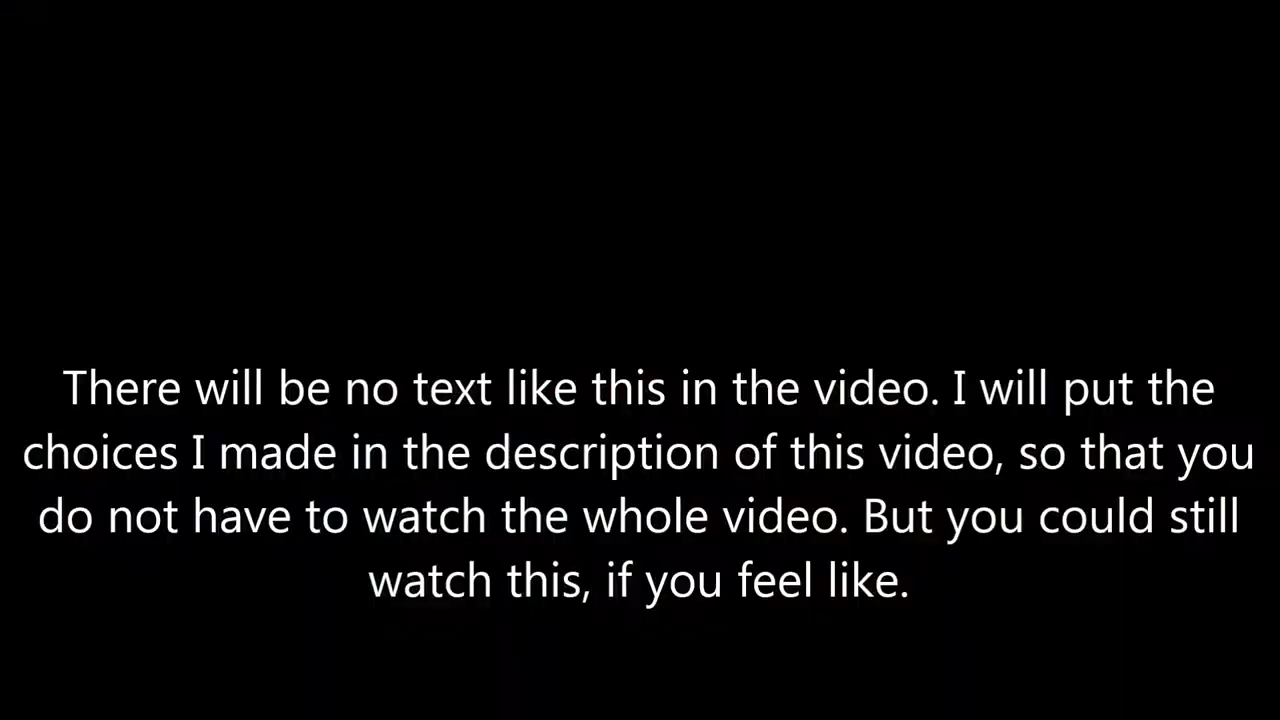 There will be no text like this in the video. I will put the
choices I made in the description of this video, so that you
do not have to watch the whole video. But you could still
watch this, if you feel like.